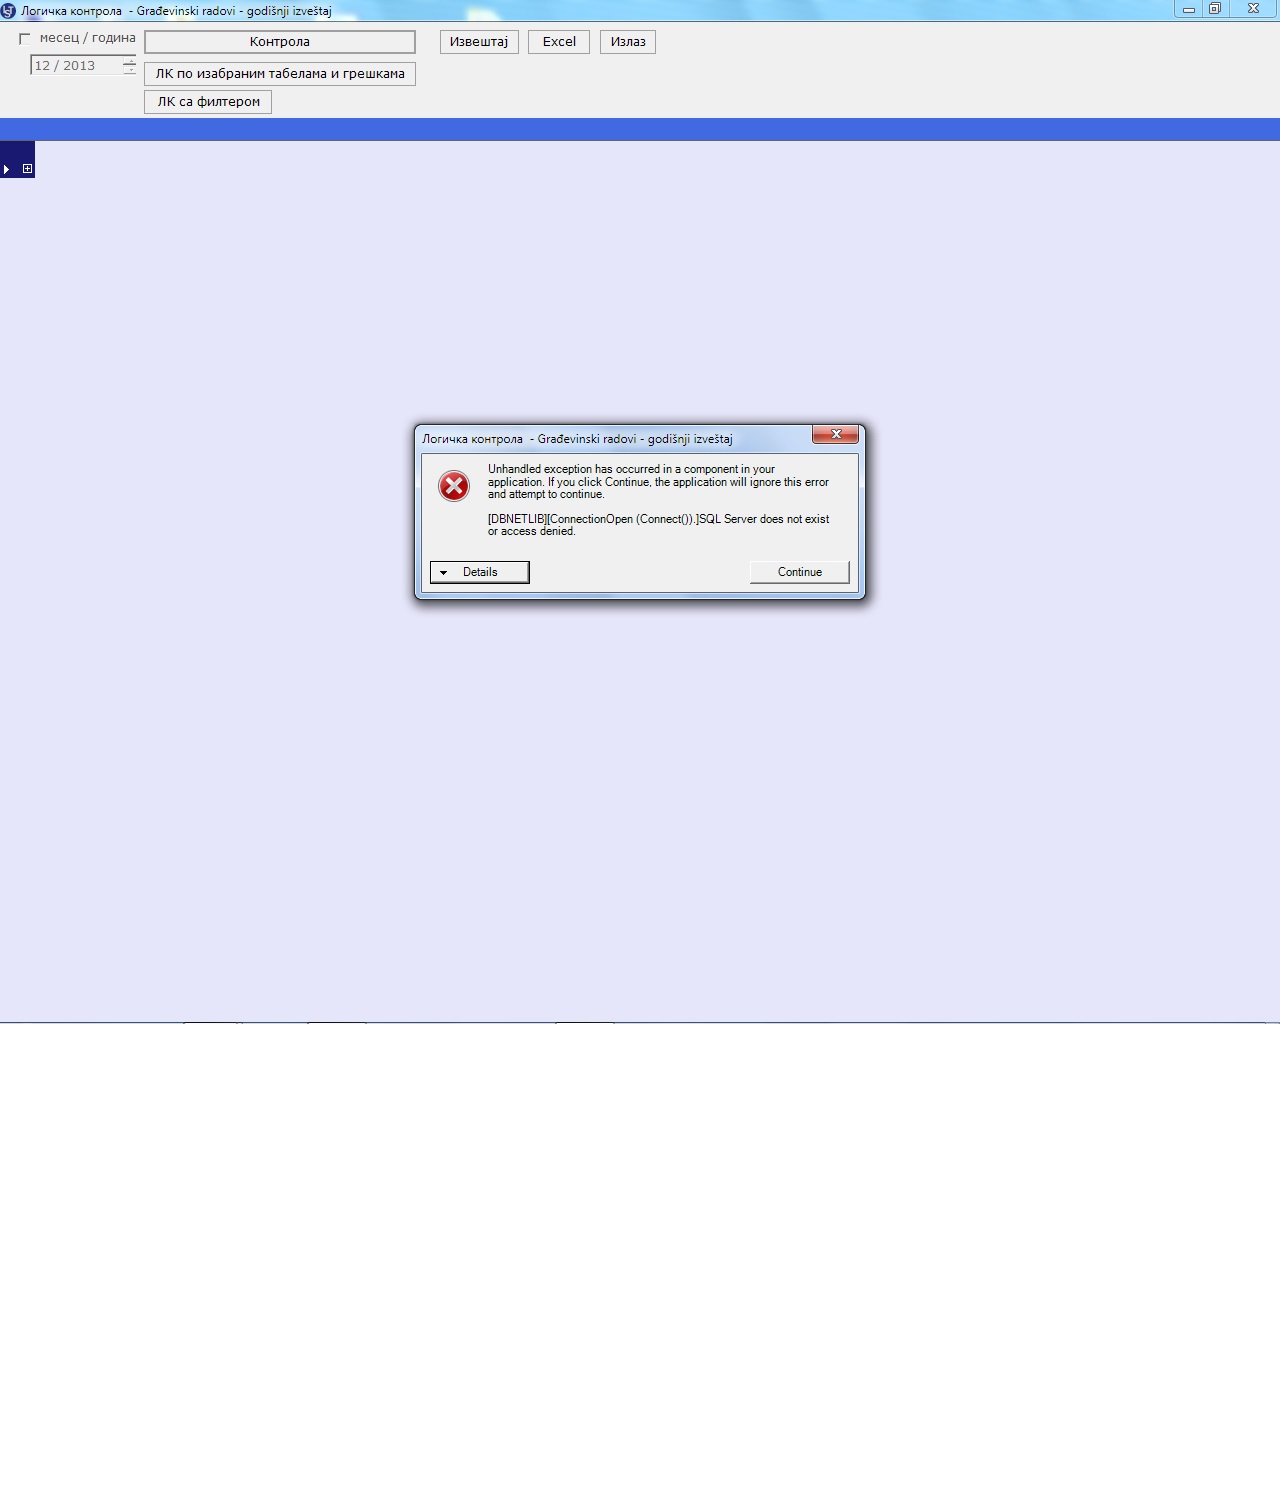 Логичка контрола - Građevinski radovi - godišnji izveštaj
месец / година
Контрола
Извештај
Excel
Излаз
12 / 2013
ЛК по изабраним табелама и грешкама
ЛК са филтером
Логичка контрола - Građevinski radovi - godišnji izveštaj
Unhandled exception has occurred in a component in your
application. If you click Continue, the application will ignore this error
and attempt to continue.
[DBNETLIB][ConnectionOpen (Connect()).]SQL Server does not exist
or access denied.
Details
Continue